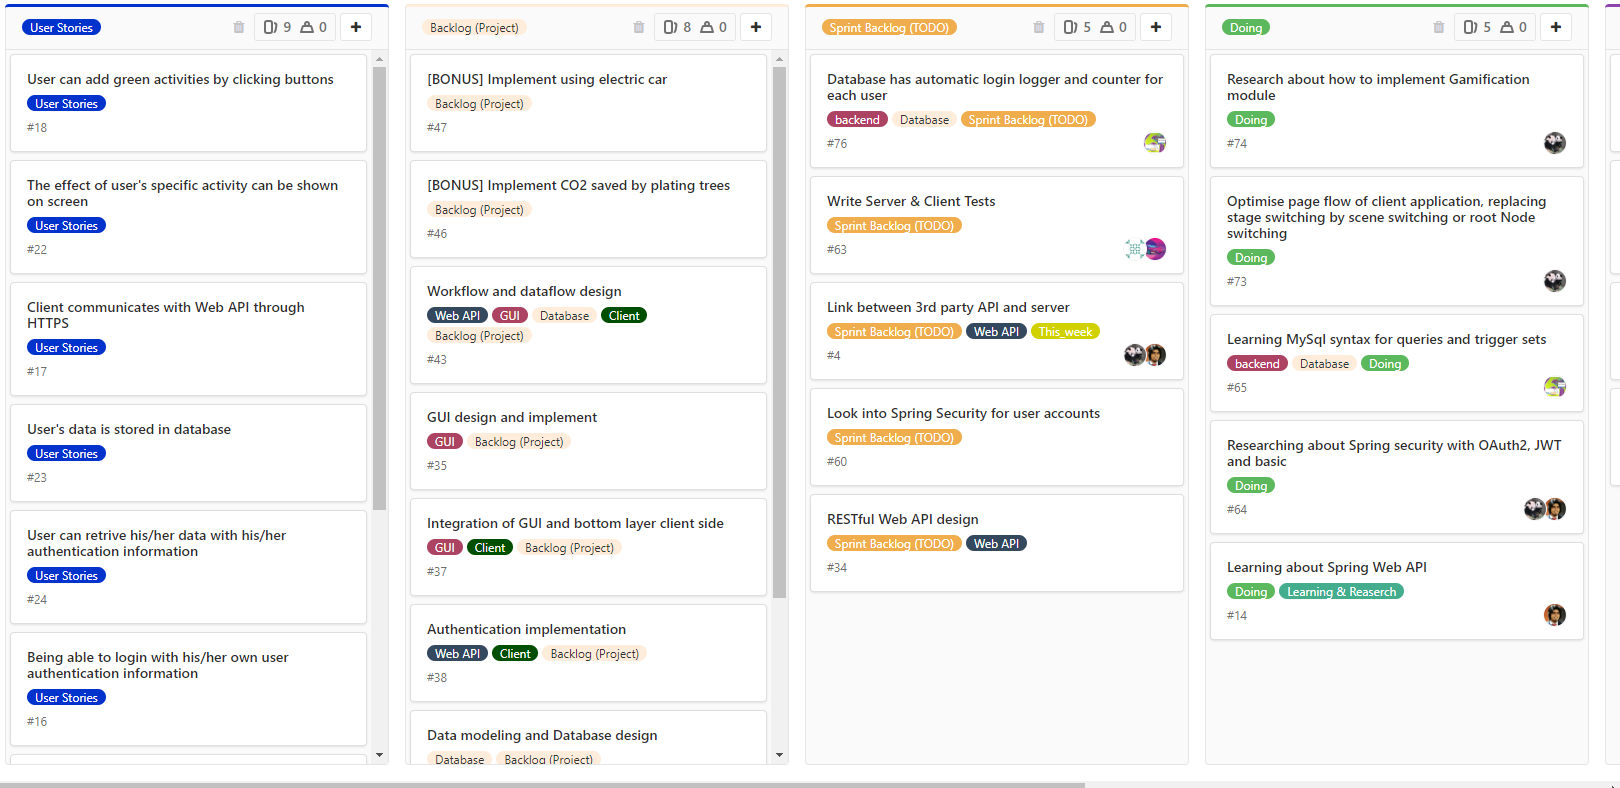 User Stories 9 0
User can add green activities by clicking buttons
User Stories
#18
The effect of user's specific activity can be shown
on screen
User Stories
#22
Client communicates with Web API through
HTTPS
User Stories
#17
User's data is stored in database
User Stories
#23
User can retrive his/her data with his/her
authentication information
User Stories
#24
Being able to login with his/her own user
authentication information
User Stories
#16
Backlog (Project) 8 0
[BONUS] Implement using electric car
Backlog (Project)
#47
[BONUS] Implement CO2 saved by plating trees
Backlog (Project)
#46
Workflow and dataflow design
Web API GUI Database Client
Backlog (Project)
#43
GUI design and implement
GUI Backlog (Project)
#35
Integration of GUI and bottom layer client side
GUI Client Backlog (Project)
#37
Authentication implementation
Web API Client Backlog (Project)
#38
Data modeling and Database design
Database Backlog (Project)
Sprint Backlog (TODO) 5 0
Database has automatic login logger and counter for
each user
backend Database Sprint Backlog (TODO)
#76
Write Server & Client Tests
Sprint Backlog (TODO)
#63
Link between 3rd party API and server
Sprint Backlog (TODO) Web API This_week
#4
Look into Spring Security for user accounts
Sprint Backlog (TODO)
#60
RESTful Web API design
Sprint Backlog (TODO) Web API
#34
Doing 5 0
Research about how to implement Gamification
module
Doing
#74
Optimise page flow of client application, replacing
stage switching by scene switching or root Node
switching
Doing
#73
Learning MySql syntax for queries and trigger sets
backend Database Doing
#65
Researching about Spring security with OAuth2, JWT
and basic
Doing
#64
Learning about Spring Web API
Doing Learning & Reaserch
#14